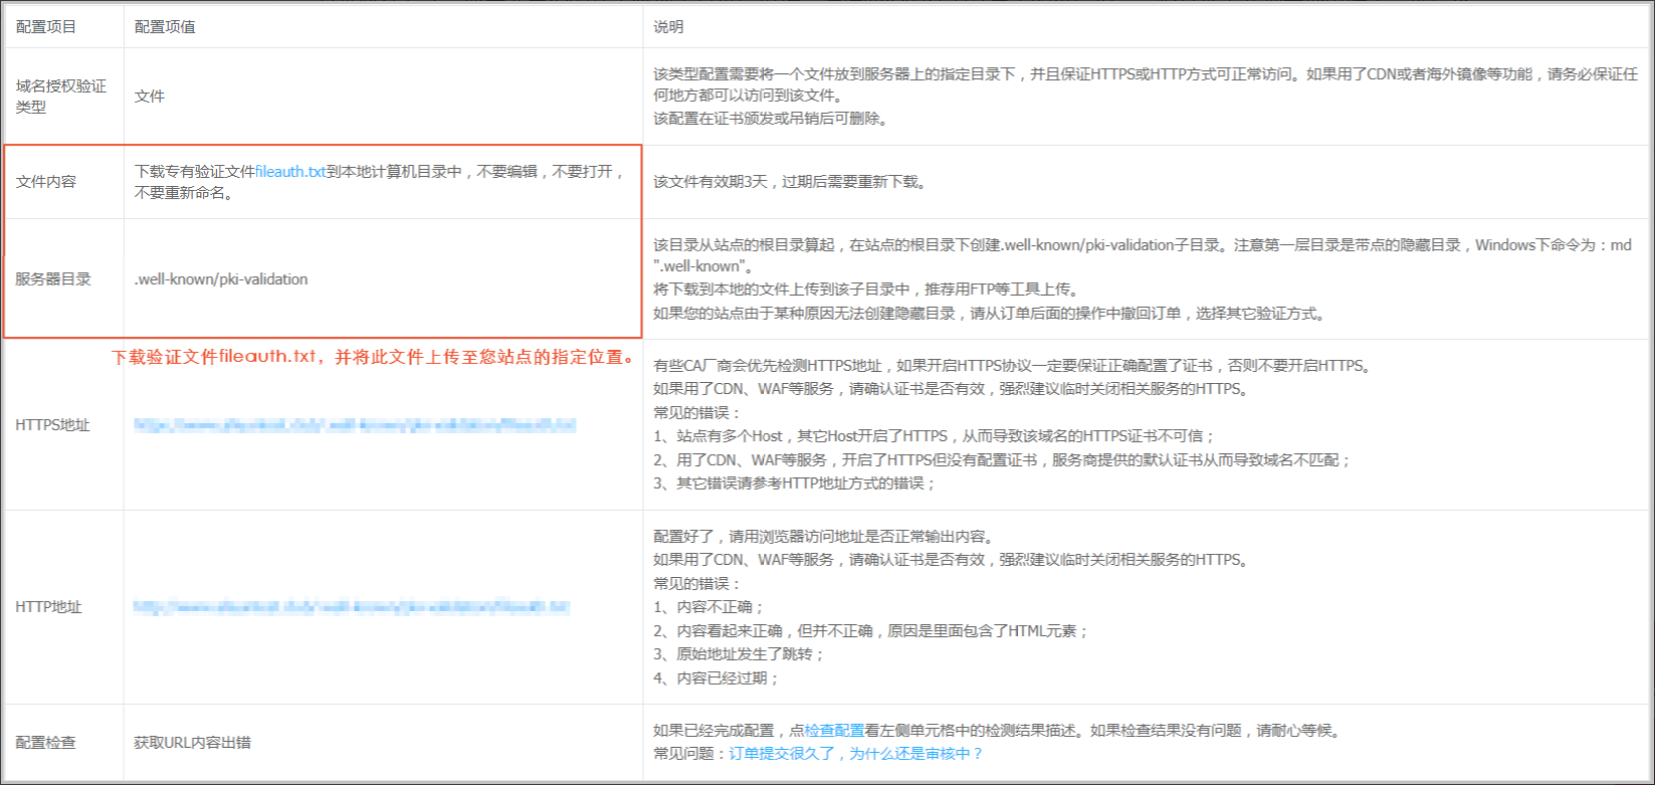 配置项目 配置项值 说明
域名授权验证
类型
文件
该类型配置需要将一个文件放到服务器上的指定目录下，并且保证HTTPS或HTTP方式可正常访问。如果用了CDN或者海外镜像等功能，请务必保证任
何地方都可以访问到该文件。
该配置在证书颁发或吊销后可删除。
文件内容
下载专有验证文件fileauth.txt到本地计算机目录中，不要编辑，不要打开，
不要重新命名。
该文件有效期3天，过期后需要重新下载。
服务器目录
.well-known/pki-validation
该目录从站点的根目录算起，在站点的根目录下创建.well-known/pki-validation子目录。注意第一层目录是带点的隐藏目录，Windows下命令为：md
".well-known"。
将下载到本地的文件上传到该子目录中，推荐用FTP等工具上传。
如果您的站点由于某种原因无法创建隐藏目录，请从订单后面的操作中撤回订单，选择其它验证方式。
下载验证文件fileauth.txt，并将此文件上传至您站点的指定位置。
HTTPS地址
有些CA厂商会优先检测HTTPS地址，如果开启HTTPS协议一定要保证正确配置了证书，否则不要开启HTTPS。
如果用了CDN、WAF等服务，请确认证书是否有效，强烈建议临时关闭相关服务的HTTPS。
常见的错误：
1、站点有多个Host，其它Host开启了HTTPS，从而导致该域名的HTTPS证书不可信；
2、用了CDN、WAF等服务，开启了HTTPS但没有配置证书，服务商提供的默认证书从而导致域名不匹配；
3、其它错误请参考HTTP地址方式的错误；
HTTP地址
配置好了，请用浏览器访问地址是否正常输出内容。
如果用了CDN、WAF等服务，请确认证书是否有效，强烈建议临时关闭相关服务的HTTPS。
常见的错误：
1、内容不正确；
2、内容看起来正确，但并不正确，原因是里面包含了HTML元素；
3、原始地址发生了跳转；
4、内容已经过期；
配置检查
获取URL内容出错
如果已经完成配置，点检查配置看左侧单元格中的检测结果描述。如果检查结果没有问题，请耐心等候。
常见问题：订单提交很久了，为什么还是审核中？